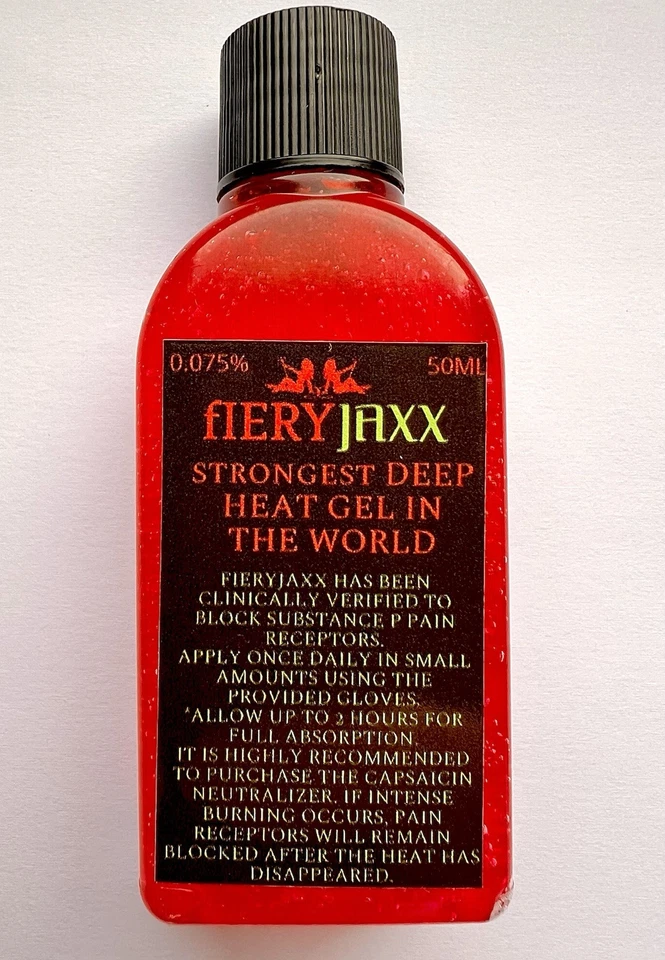 0.075% 50ML
fIERYJAXX
STRONGEST DEEP
HEAT GEL IN
THE WORLD
FIERYJAXX HAS BEEN
CLINICALLY VERIFIED TO
BLOCK SUBSTANCE P PAIN
RECEPTORS.
APPLY ONCE DAILY IN SMALL
AMOUNTS USING THE
PROVIDED GLOVES.
*ALLOW UP TO 2 HOURS FOR
FULL ABSORPTION.
IT IS HIGHLY RECOMMENDED
TO PURCHASE THE CAPSAICIN
NEUTRALIZER. IF INTENSE
BURNING OCCURS, PAIN
RECEPTORS WILL REMAIN
BLOCKED AFTER THE HEAT HAS
DISAPPEARED.